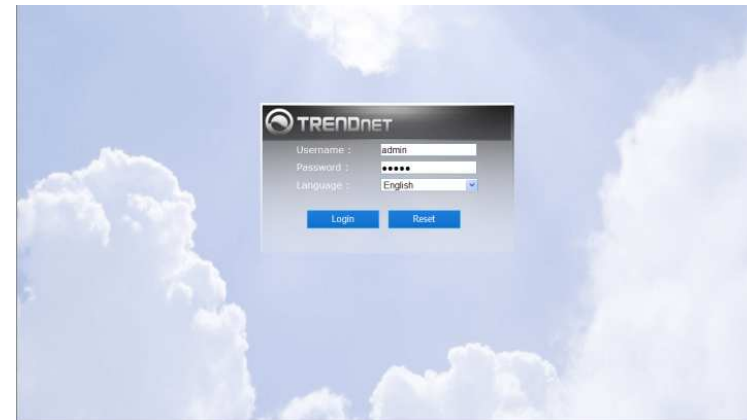 TRENDNET
Username : admin
Password : •••••
Language : English
Login Reset